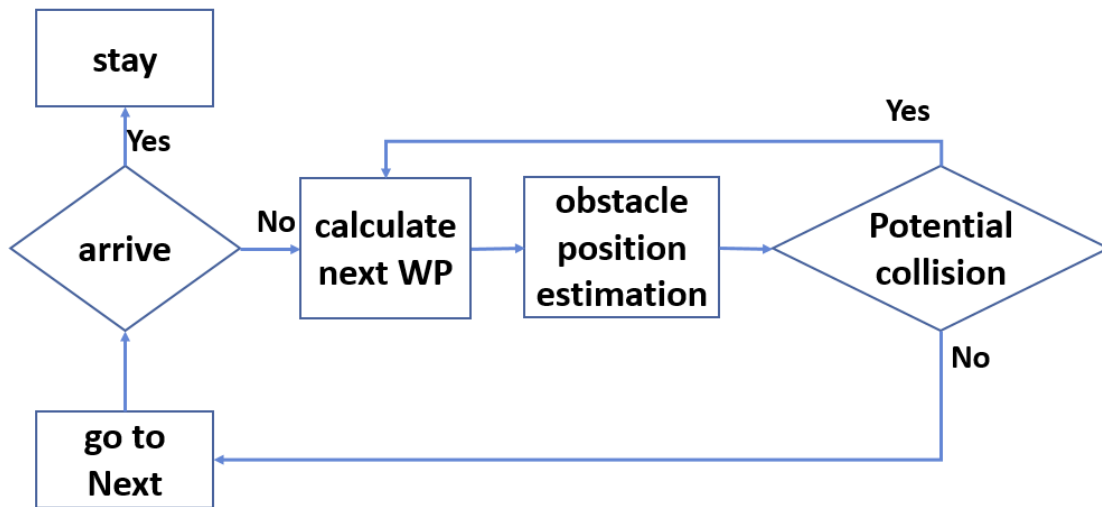 stay
Yes
arrive
No
calculate
next WP
obstacle
position
estimation
Yes
Potential
collision
No
go to
Next